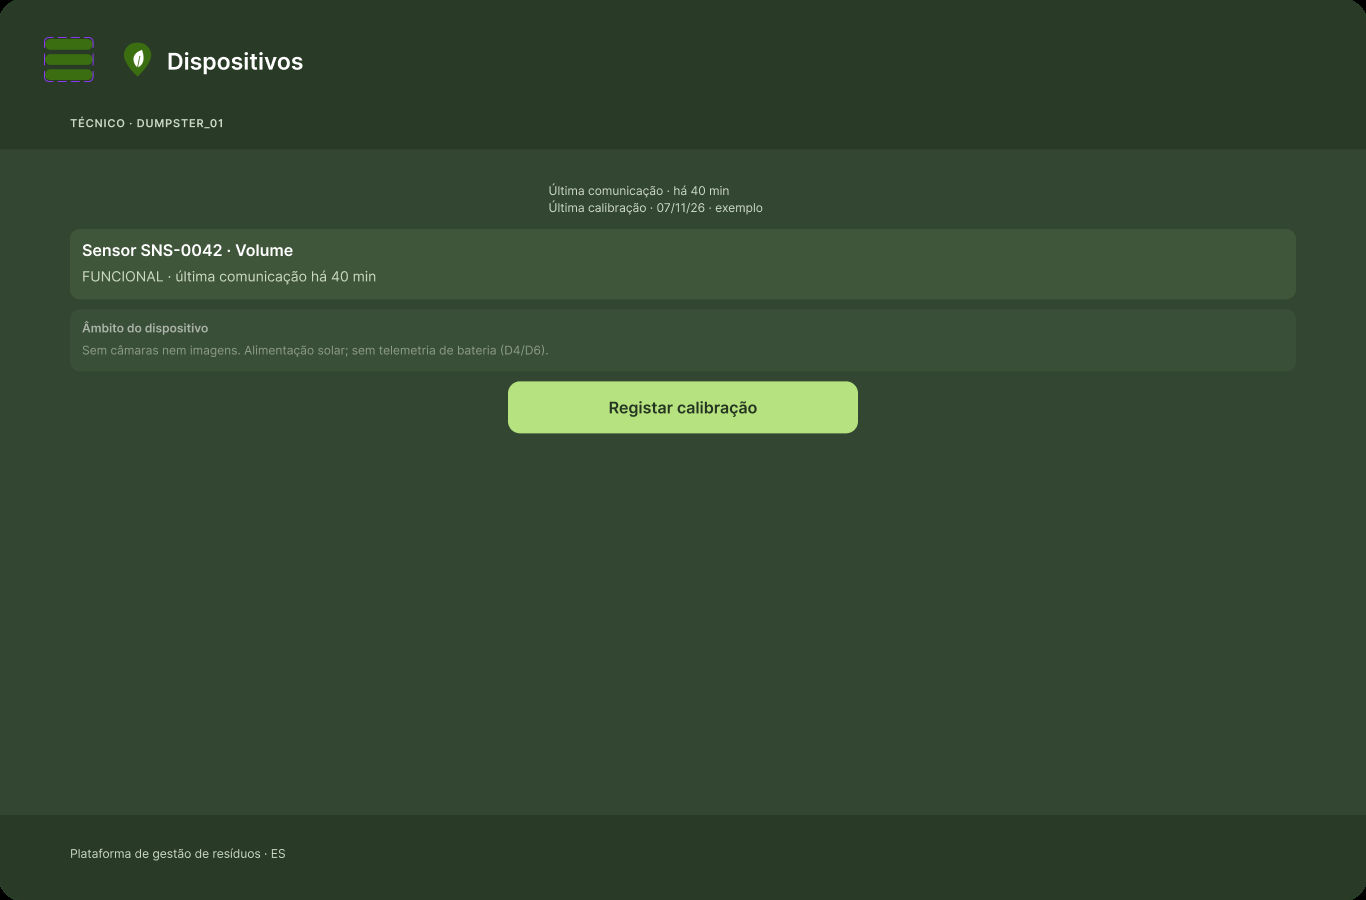 Dispositivos
TÉCNICO · DUMPSTER_01
Última comunicação · há 40 min
Última calibração · 07/11/26 · exemplo
Sensor SNS-0042 · Volume
FUNCIONAL · última comunicação há 40 min
Âmbito do dispositivo
Sem câmaras nem imagens. Alimentação solar; sem telemetria de bateria (D4/D6).
Registar calibração
Plataforma de gestão de resíduos · ES